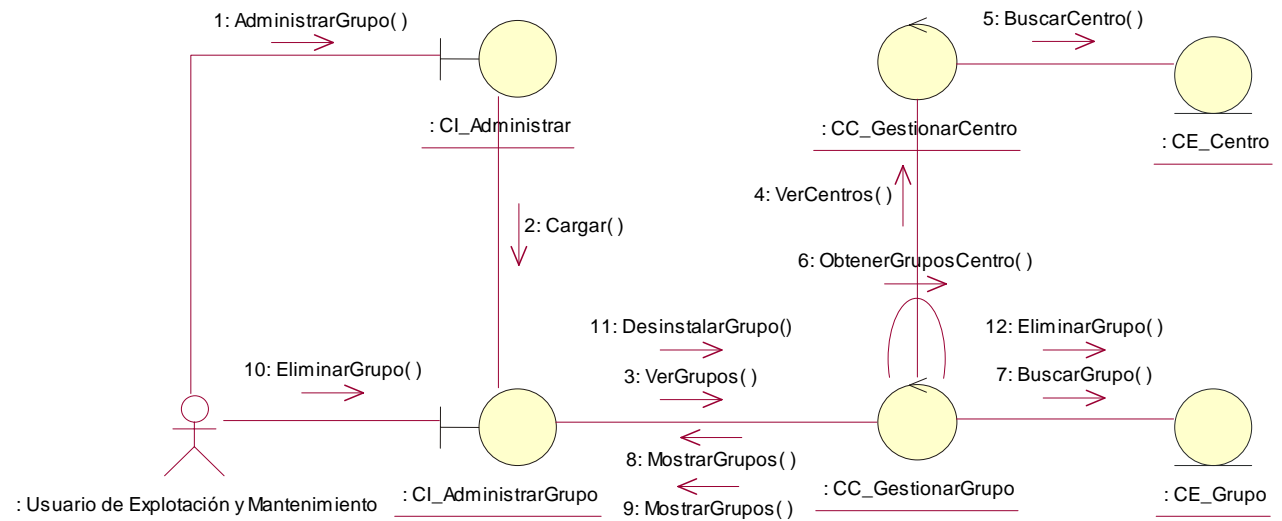 1: AdministrarGrupo( )
5: BuscarCentro( )
: CI_Administrar
: CC_GestionarCentro
: CE_Centro
4: VerCentros( )
2: Cargar( )
6: ObtenerGruposCentro( )
11: DesinstalarGrupo()
12: EliminarGrupo( )
10: EliminarGrupo( )
3: VerGrupos( )
7: BuscarGrupo( )
8: MostrarGrupos( )
: Usuario de Explotación y Mantenimiento
: CI_AdministrarGrupo
9: MostrarGrupos( )
: CC_GestionarGrupo
: CE_Grupo